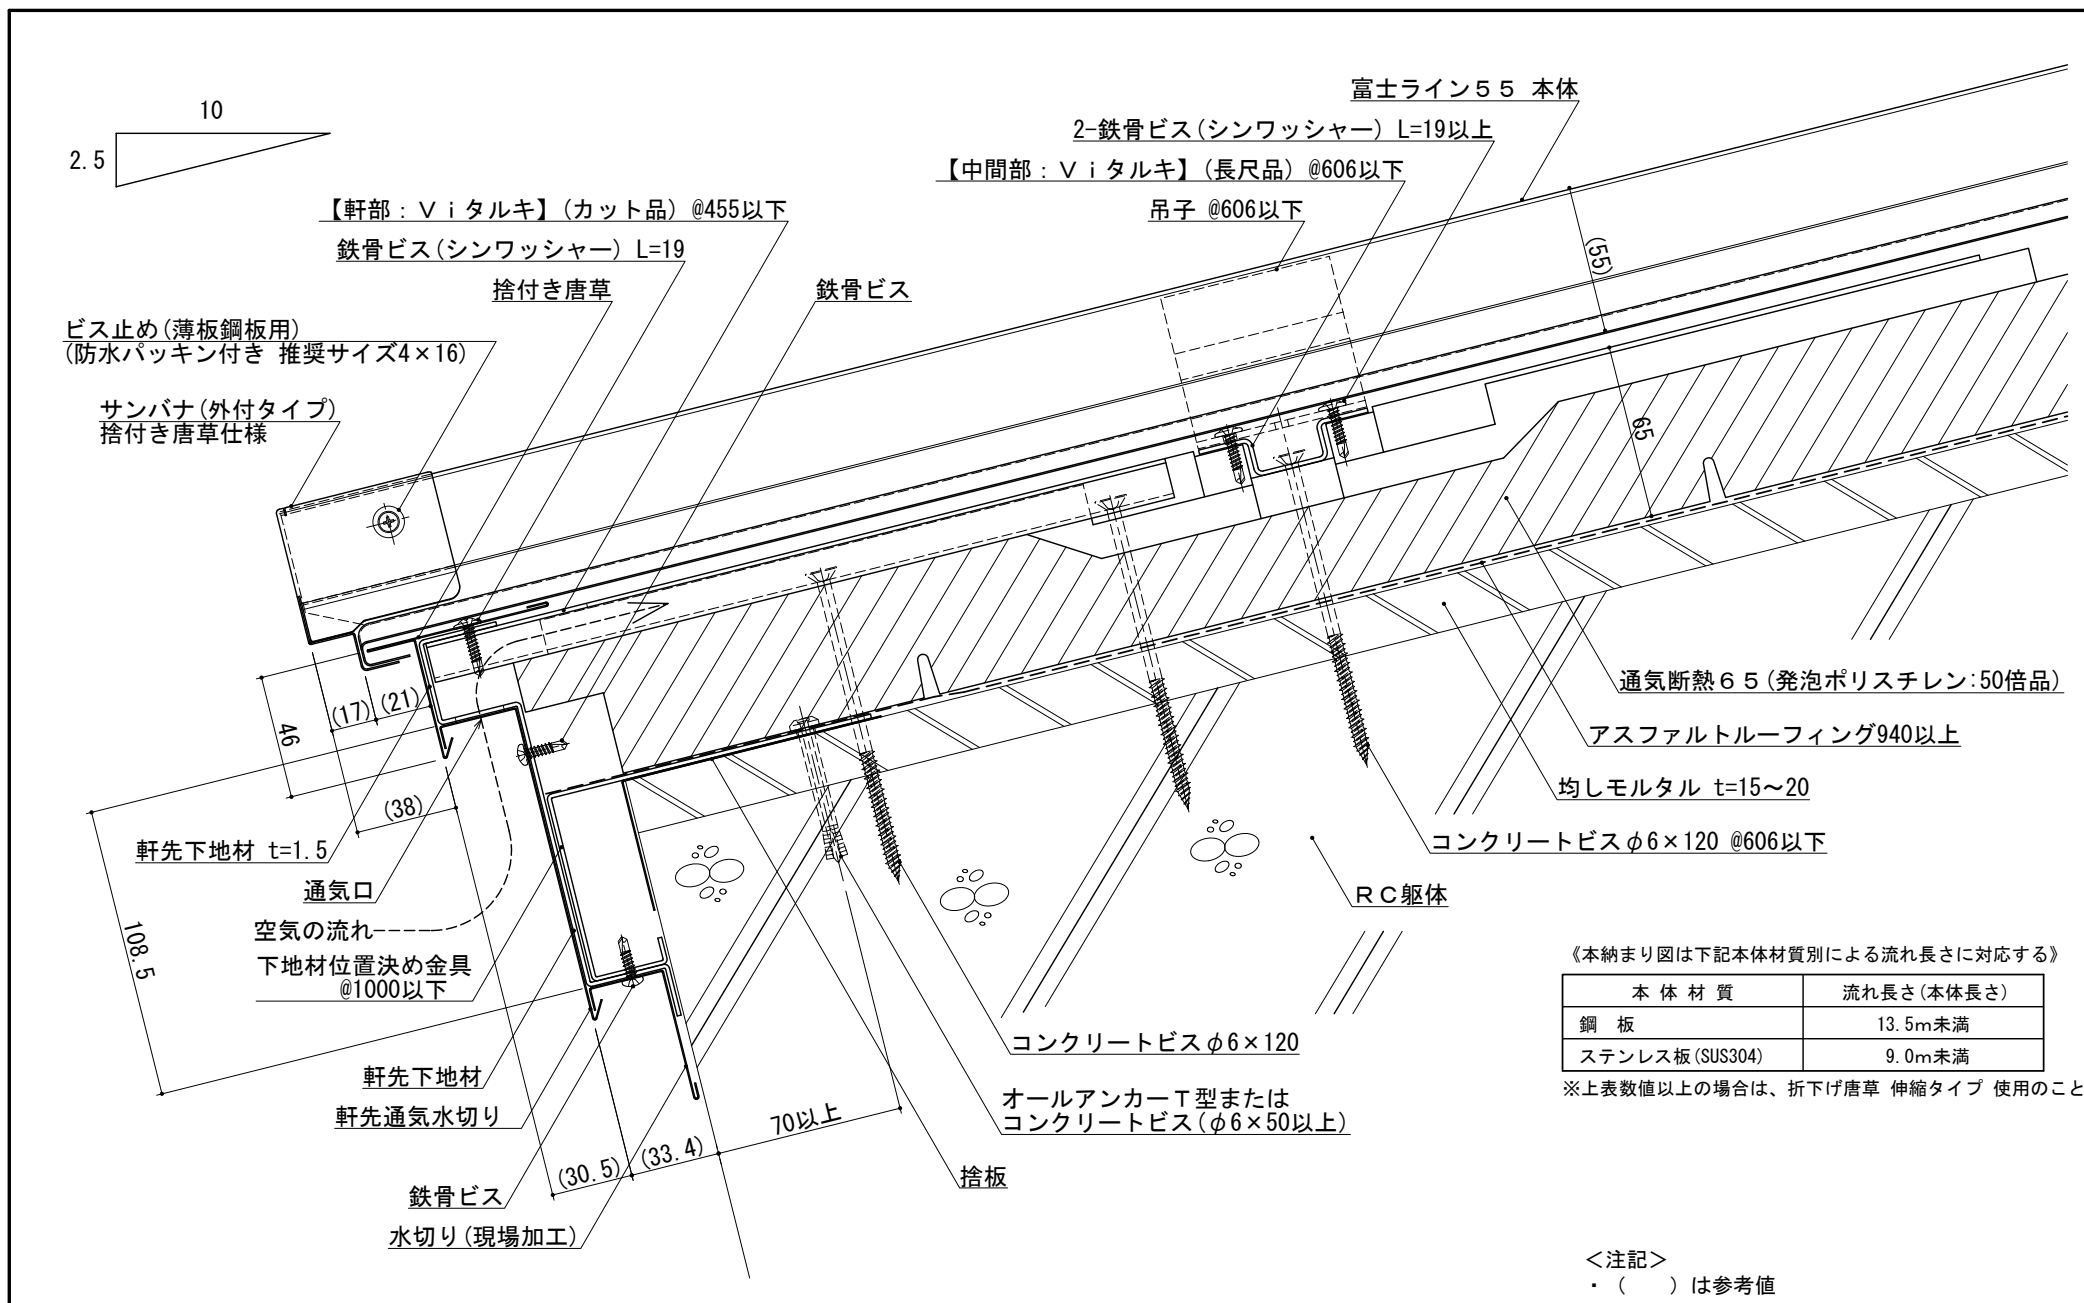 10
2.5
富士ライン５５ 本体
2-鉄骨ビス(シンワッシャー) L=19以上
【中間部：Ｖｉタルキ】(長尺品) @606以下
吊子 @606以下
【軒部：Ｖｉタルキ】(カット品) @455以下
鉄骨ビス(シンワッシャー) L=19
捨付き唐草
鉄骨ビス
ビス止め(薄板鋼板用)
(防水パッキン付き 推奨サイズ4×16)
サンバナ(外付タイプ)
捨付き唐草仕様
(55)
65
(17)
(21)
46
(38)
108.5
軒先下地材 t=1.5
通気口
空気の流れ
下地材位置決め金具
@1000以下
軒先下地材
軒先通気水切り
鉄骨ビス
水切り(現場加工)
(30.5)
(33.4)
70以上
通気断熱６５(発泡ポリスチレン:50倍品)
アスファルトルーフィング940以上
均しモルタル t=15～20
コンクリートビスφ6×120 @606以下
ＲＣ躯体
コンクリートビスφ6×120
オールアンカーＴ型または
コンクリートビス(φ6×50以上)
捨板
《本納まり図は下記本体材質別による流れ長さに対応する》
本 体 材 質 流れ長さ(本体長さ)
鋼 板 13.5m未満
ステンレス板(SUS304) 9.0m未満
※上表数値以上の場合は、折下げ唐草 伸縮タイプ 使用のこと
＜注記＞
・（　　）は参考値